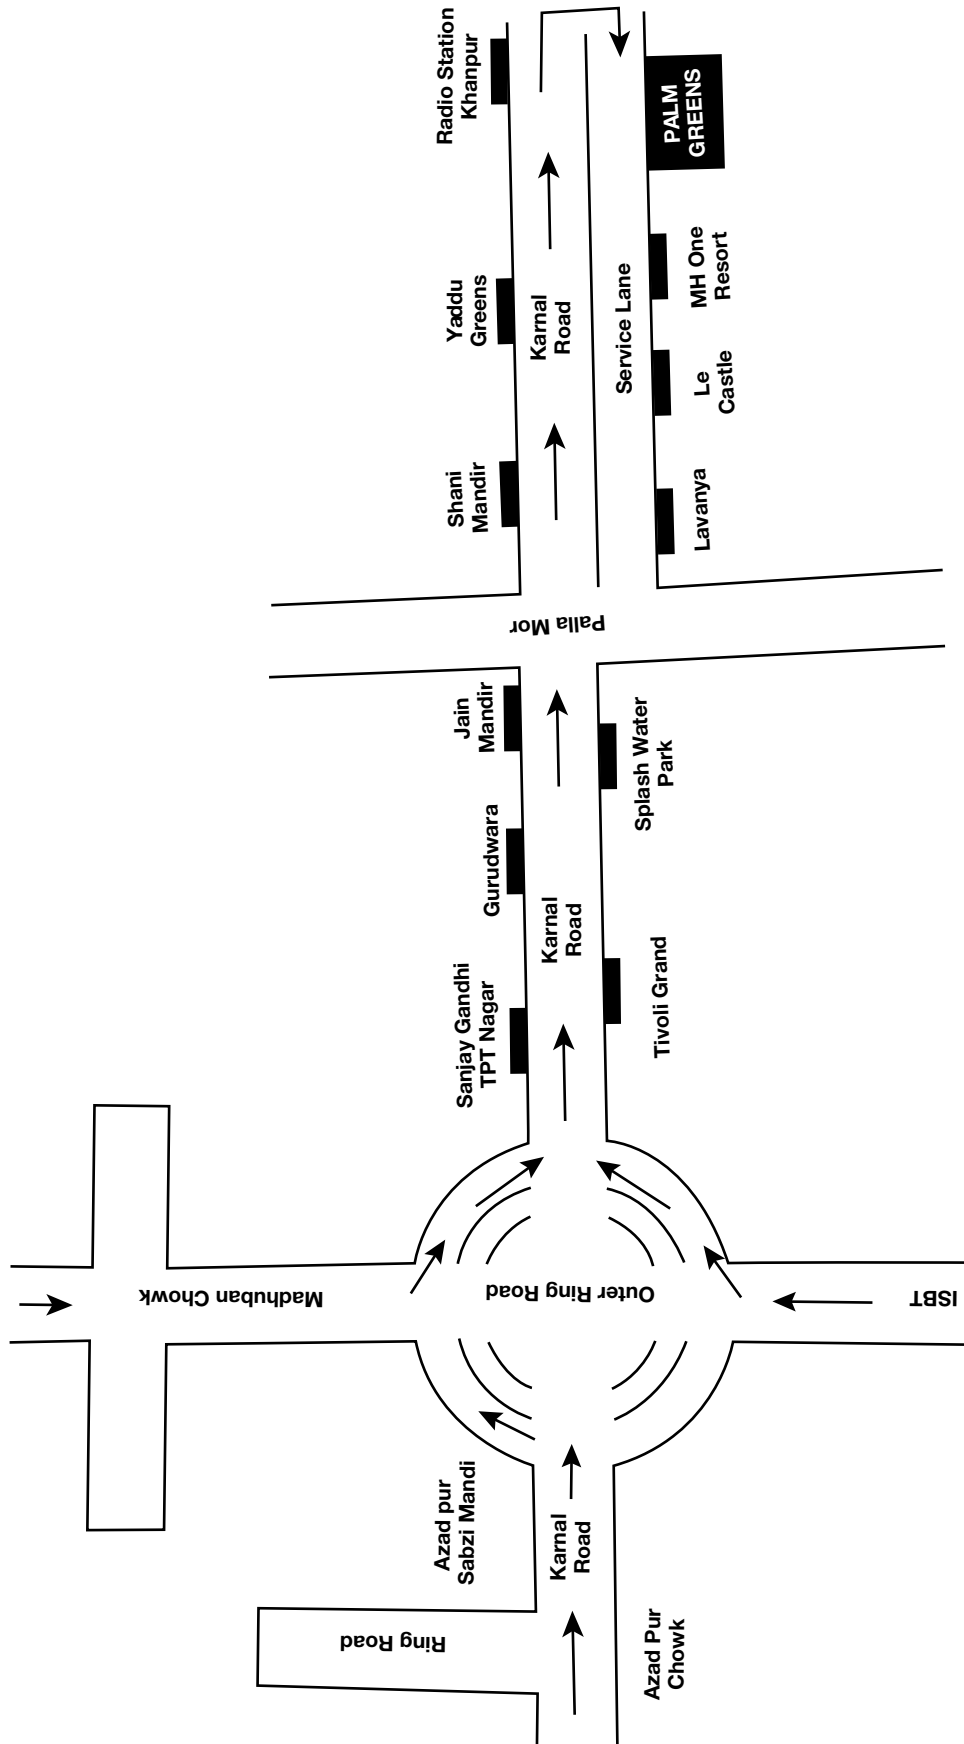 Radio Station
Khanpur
PALM
GREENS
Yaddu
Greens
Karnal
Road
Service Lane
MH One
Resort
Le
Castle
Shani
Mandir
Lavanya
Palla Mor
Jain
Mandir
Splash Water
Park
Gurudwara
Karnal
Road
Sanjay Gandhi
TPT Nagar
Tivoli Grand
Madhuban Chowk
Outer Ring Road
ISBT
Azad pur
Sabzi Mandi
Karnal
Road
Ring Road
Azad Pur
Chowk